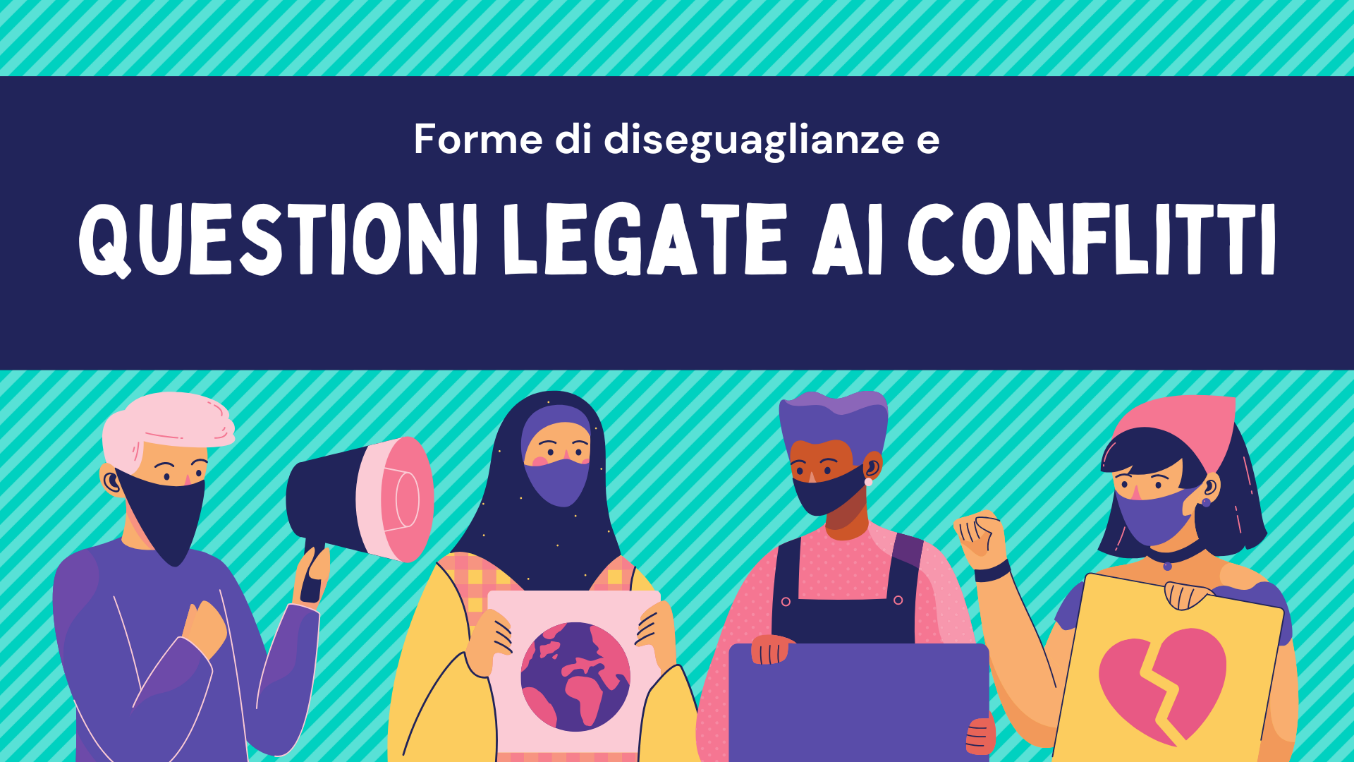 Forme di diseguaglianze e
QUESTIONI LEGATE AI CONFLITTI